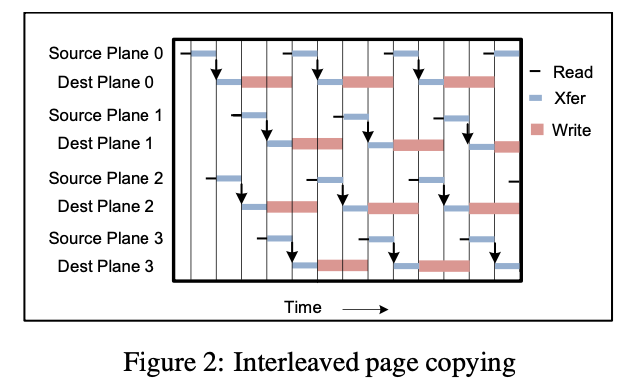 Source Plane 0
Dest Plane 0
Source Plane 1
Dest Plane 1
Source Plane 2
Dest Plane 2
Source Plane 3
Dest Plane 3
Read
Xfer
Write
Time
Figure 2: Interleaved page copying